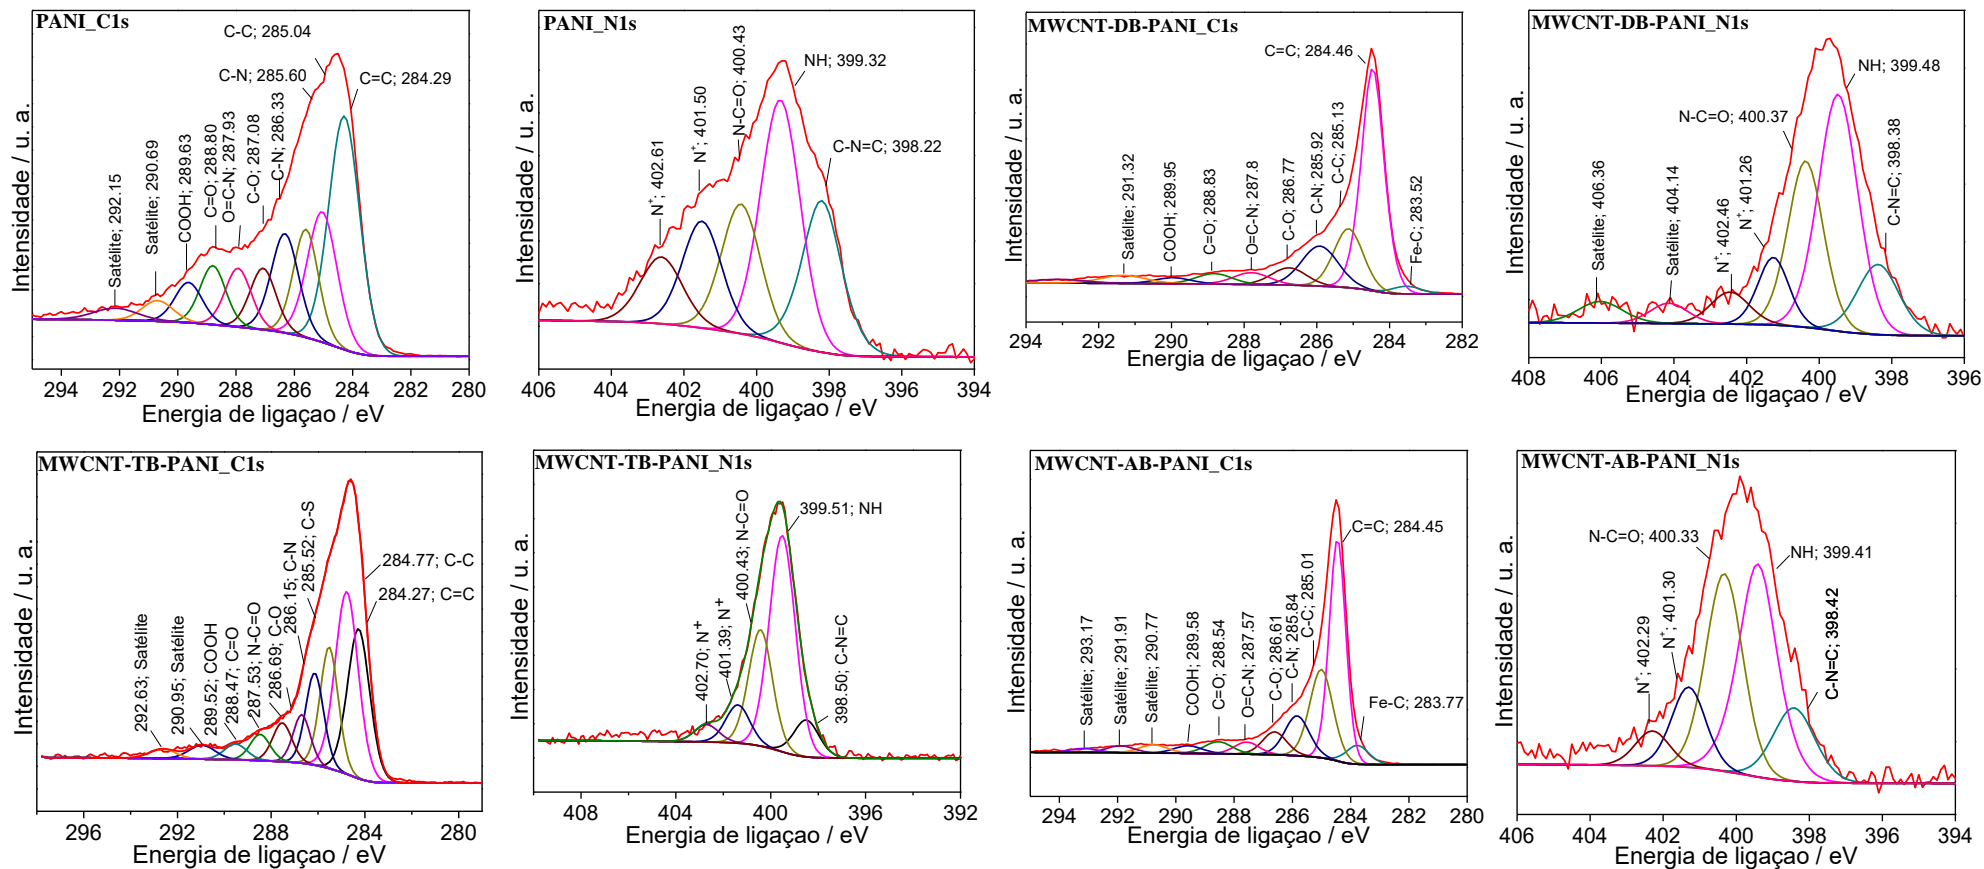 PANI_C1s
C-C; 285.04
C-N; 285.60
C=C; 284.29
C-N; 286.33
C-O; 287.08
O=C-N; 287.93
C=O; 288.80
COOH; 289.63
Satélite; 290.69
Satélite; 292.15
Intensidade / u. a.
294 292 290 288 286 284 282 280
Energia de ligaçao / eV
PANI_N1s
N⁺; 402.61
N⁺; 401.50
N-C=O; 400.43
NH; 399.32
C-N=C; 398.22
Intensidade / u. a.
406 404 402 400 398 396 394
Energia de ligaçao / eV
MWCNT-DB-PANI_C1s
C=C; 284.46
Satélite; 291.32
COOH; 289.95
C=O; 288.83
O=C-N; 287.8
C-O; 286.77
C-N; 285.92
C-C; 285.13
Fe-C; 283.52
Intensidade / u. a.
294 292 290 288 286 284 282
Energia de ligaçao / eV
MWCNT-DB-PANI_N1s
NH; 399.48
N-C=O; 400.37
Satélite; 406.36
Satélite; 404.14
N⁺; 402.46
N⁺; 401.26
C-N=C; 398.38
Intensidade / u. a.
408 406 404 402 400 398 396
Energia de ligaçao / eV
MWCNT-TB-PANI_C1s
292.63; Satélite
290.95; Satélite
289.52; COOH
288.47; C=O
287.53; N-C=O
286.69; C-O
286.15; C-N
285.52; C-S
284.77; C-C
284.27; C=C
Intensidade / u. a.
296 292 288 284 280
Energia de ligaçao / eV
MWCNT-TB-PANI_N1s
402.70; N⁺
401.39; N⁺
400.43; N-C=O
399.51; NH
398.50; C-N=C
Intensidade / u. a.
408 404 400 396 392
Energia de ligaçao / eV
MWCNT-AB-PANI_C1s
Satélite; 293.17
Satélite; 291.91
Satélite; 290.77
COOH; 289.58
C=O; 288.54
O=C-N; 287.57
C-O; 286.61
C-N; 285.84
C-C; 285.01
C=C; 284.45
Fe-C; 283.77
Intensidade / u. a.
294 292 290 288 286 284 282 280
Energia de ligaçao / eV
MWCNT-AB-PANI_N1s
N-C=O; 400.33
NH; 399.41
N⁺; 402.29
N⁺; 401.30
C-N=C; 398.42
Intensidade / u. a.
406 404 402 400 398 396 394
Energia de ligaçao / eV